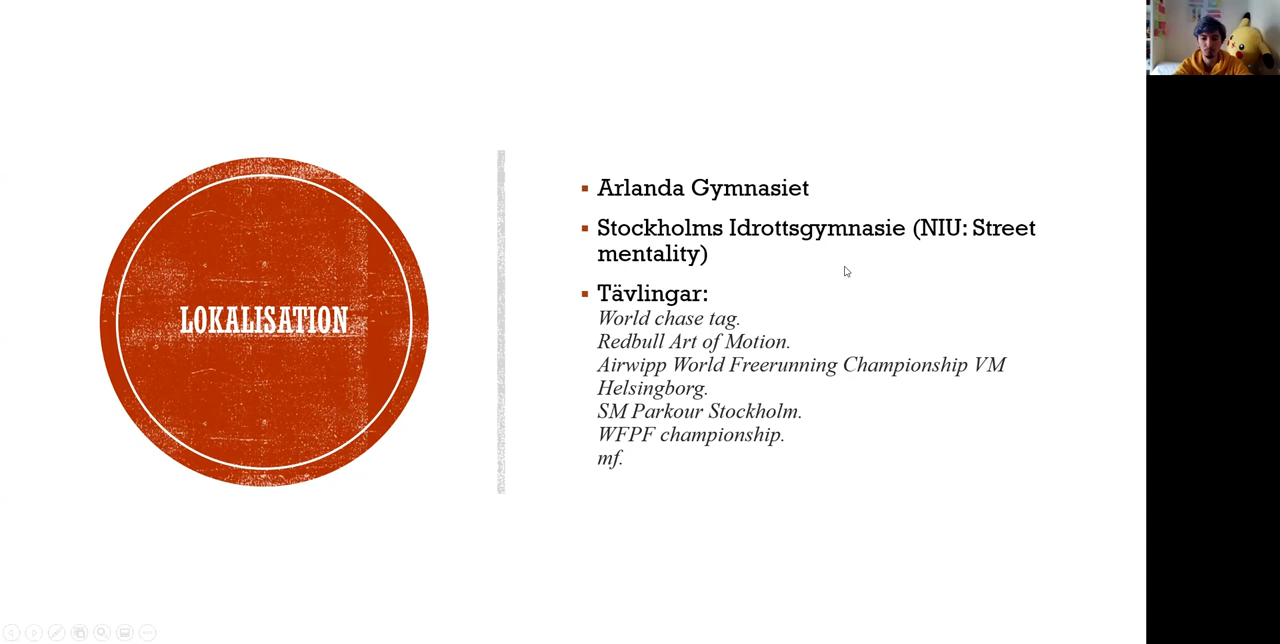 LOKALISATION
Arlanda Gymnasiet
Stockholms Idrottsgymnasie (NIU: Street
mentality)
Tävlingar:
World chase tag.
Redbull Art of Motion.
Airwipp World Freerunning Championship VM
Helsingborg.
SM Parkour Stockholm.
WFPF championship.
mf.